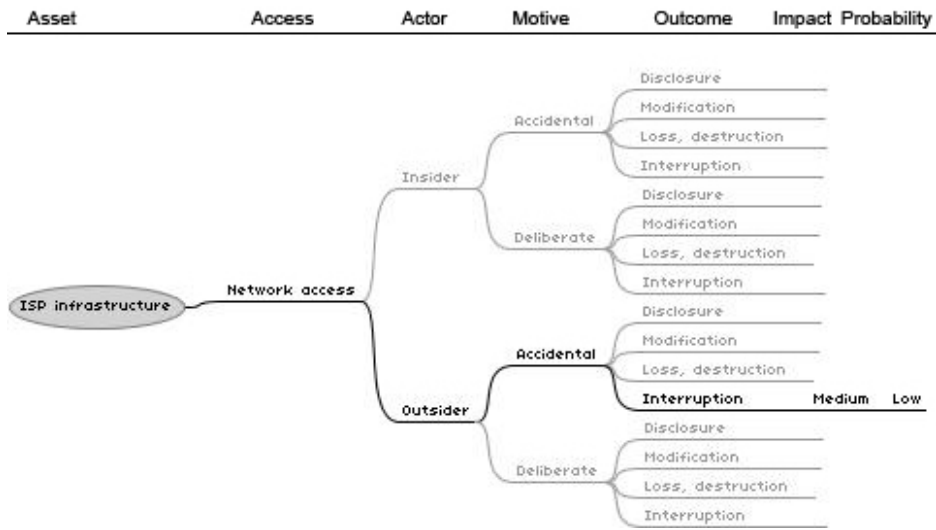 Asset Access Actor Motive Outcome Impact Probability
Disclosure
Modification
Accidental
Loss, destruction
Interruption
Insider
Disclosure
Modification
Deliberate
Loss, destruction
Interruption
Network access
ISP infrastructure
Disclosure
Modification
Accidental
Loss, destruction
Interruption Medium Low
Outsider
Disclosure
Modification
Deliberate
Loss, destruction
Interruption